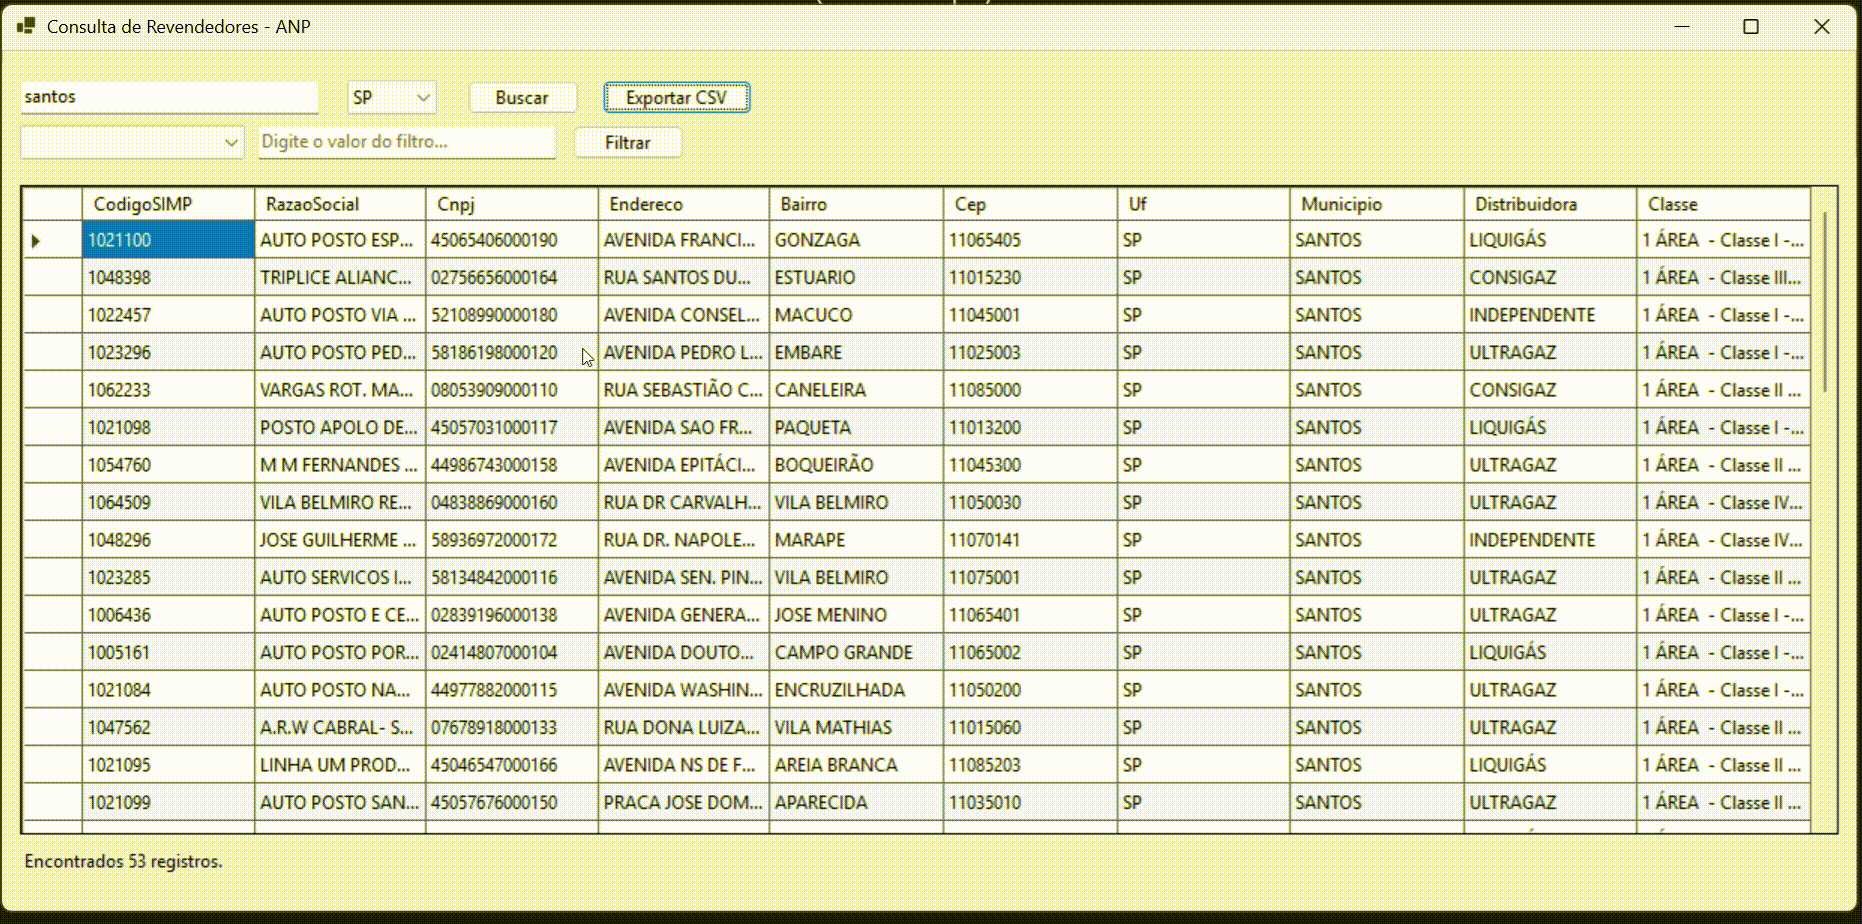 Consulta de Revendedores - ANP
santos SP Buscar Exportar CSV
Digite o valor do filtro... Filtrar
CodigoSIMP RazaoSocial Cnpj Endereco Bairro Cep Uf Municipio Distribuidora Classe
1021100 AUTO POSTO ESP... 45065406000190 AVENIDA FRANCI... GONZAGA 11065405 SP SANTOS LIQUIGÁS 1 ÁREA - Classe I -...
1048398 TRIPLICE ALIANC... 02756656000164 RUA SANTOS DU... ESTUARIO 11015230 SP SANTOS CONSIGAZ 1 ÁREA - Classe III...
1022457 AUTO POSTO VIA ... 52108990000180 AVENIDA CONSEL... MACUCO 11045001 SP SANTOS INDEPENDENTE 1 ÁREA - Classe I -...
1023296 AUTO POSTO PED... 58186198000120 AVENIDA PEDRO L... EMBARE 11025003 SP SANTOS ULTRAGAZ 1 ÁREA - Classe I -...
1062233 VARGAS ROT. MA... 08053909000110 RUA SEBASTIÃO C... CANELEIRA 11085000 SP SANTOS CONSIGAZ 1 ÁREA - Classe II ...
1021098 POSTO APOLO DE... 45057031000117 AVENIDA SAO FR... PAQUETA 11013200 SP SANTOS LIQUIGÁS 1 ÁREA - Classe I -...
1054760 M M FERNANDES ... 44986743000158 AVENIDA EPITÁCI... BOQUEIRÃO 11045300 SP SANTOS ULTRAGAZ 1 ÁREA - Classe II ...
1064509 VILA BELMIRO RE... 04838869000160 RUA DR CARVALH... VILA BELMIRO 11050030 SP SANTOS ULTRAGAZ 1 ÁREA - Classe IV...
1048296 JOSE GUILHERME ... 58936972000172 RUA DR. NAPOLE... MARAPE 11070141 SP SANTOS INDEPENDENTE 1 ÁREA - Classe IV...
1023285 AUTO SERVICOS I... 58134842000116 AVENIDA SEN. PIN... VILA BELMIRO 11075001 SP SANTOS ULTRAGAZ 1 ÁREA - Classe II ...
1006436 AUTO POSTO E CE... 02839196000138 AVENIDA GENERA... JOSE MENINO 11065401 SP SANTOS ULTRAGAZ 1 ÁREA - Classe I -...
1005161 AUTO POSTO POR... 02414807000104 AVENIDA DOUTO... CAMPO GRANDE 11065002 SP SANTOS LIQUIGÁS 1 ÁREA - Classe I -...
1021084 AUTO POSTO NA... 44977882000115 AVENIDA WASHIN... ENCRUZILHADA 11050200 SP SANTOS ULTRAGAZ 1 ÁREA - Classe I -...
1047562 A.R.W CABRAL- S... 07678918000133 RUA DONA LUIZA... VILA MATHIAS 11015060 SP SANTOS ULTRAGAZ 1 ÁREA - Classe II ...
1021095 LINHA UM PROD... 45046547000166 AVENIDA NS DE F... AREIA BRANCA 11085203 SP SANTOS LIQUIGÁS 1 ÁREA - Classe II ...
1021099 AUTO POSTO SAN... 45057676000150 PRACA JOSE DOM... APARECIDA 11035010 SP SANTOS ULTRAGAZ 1 ÁREA - Classe II ...
Encontrados 53 registros.